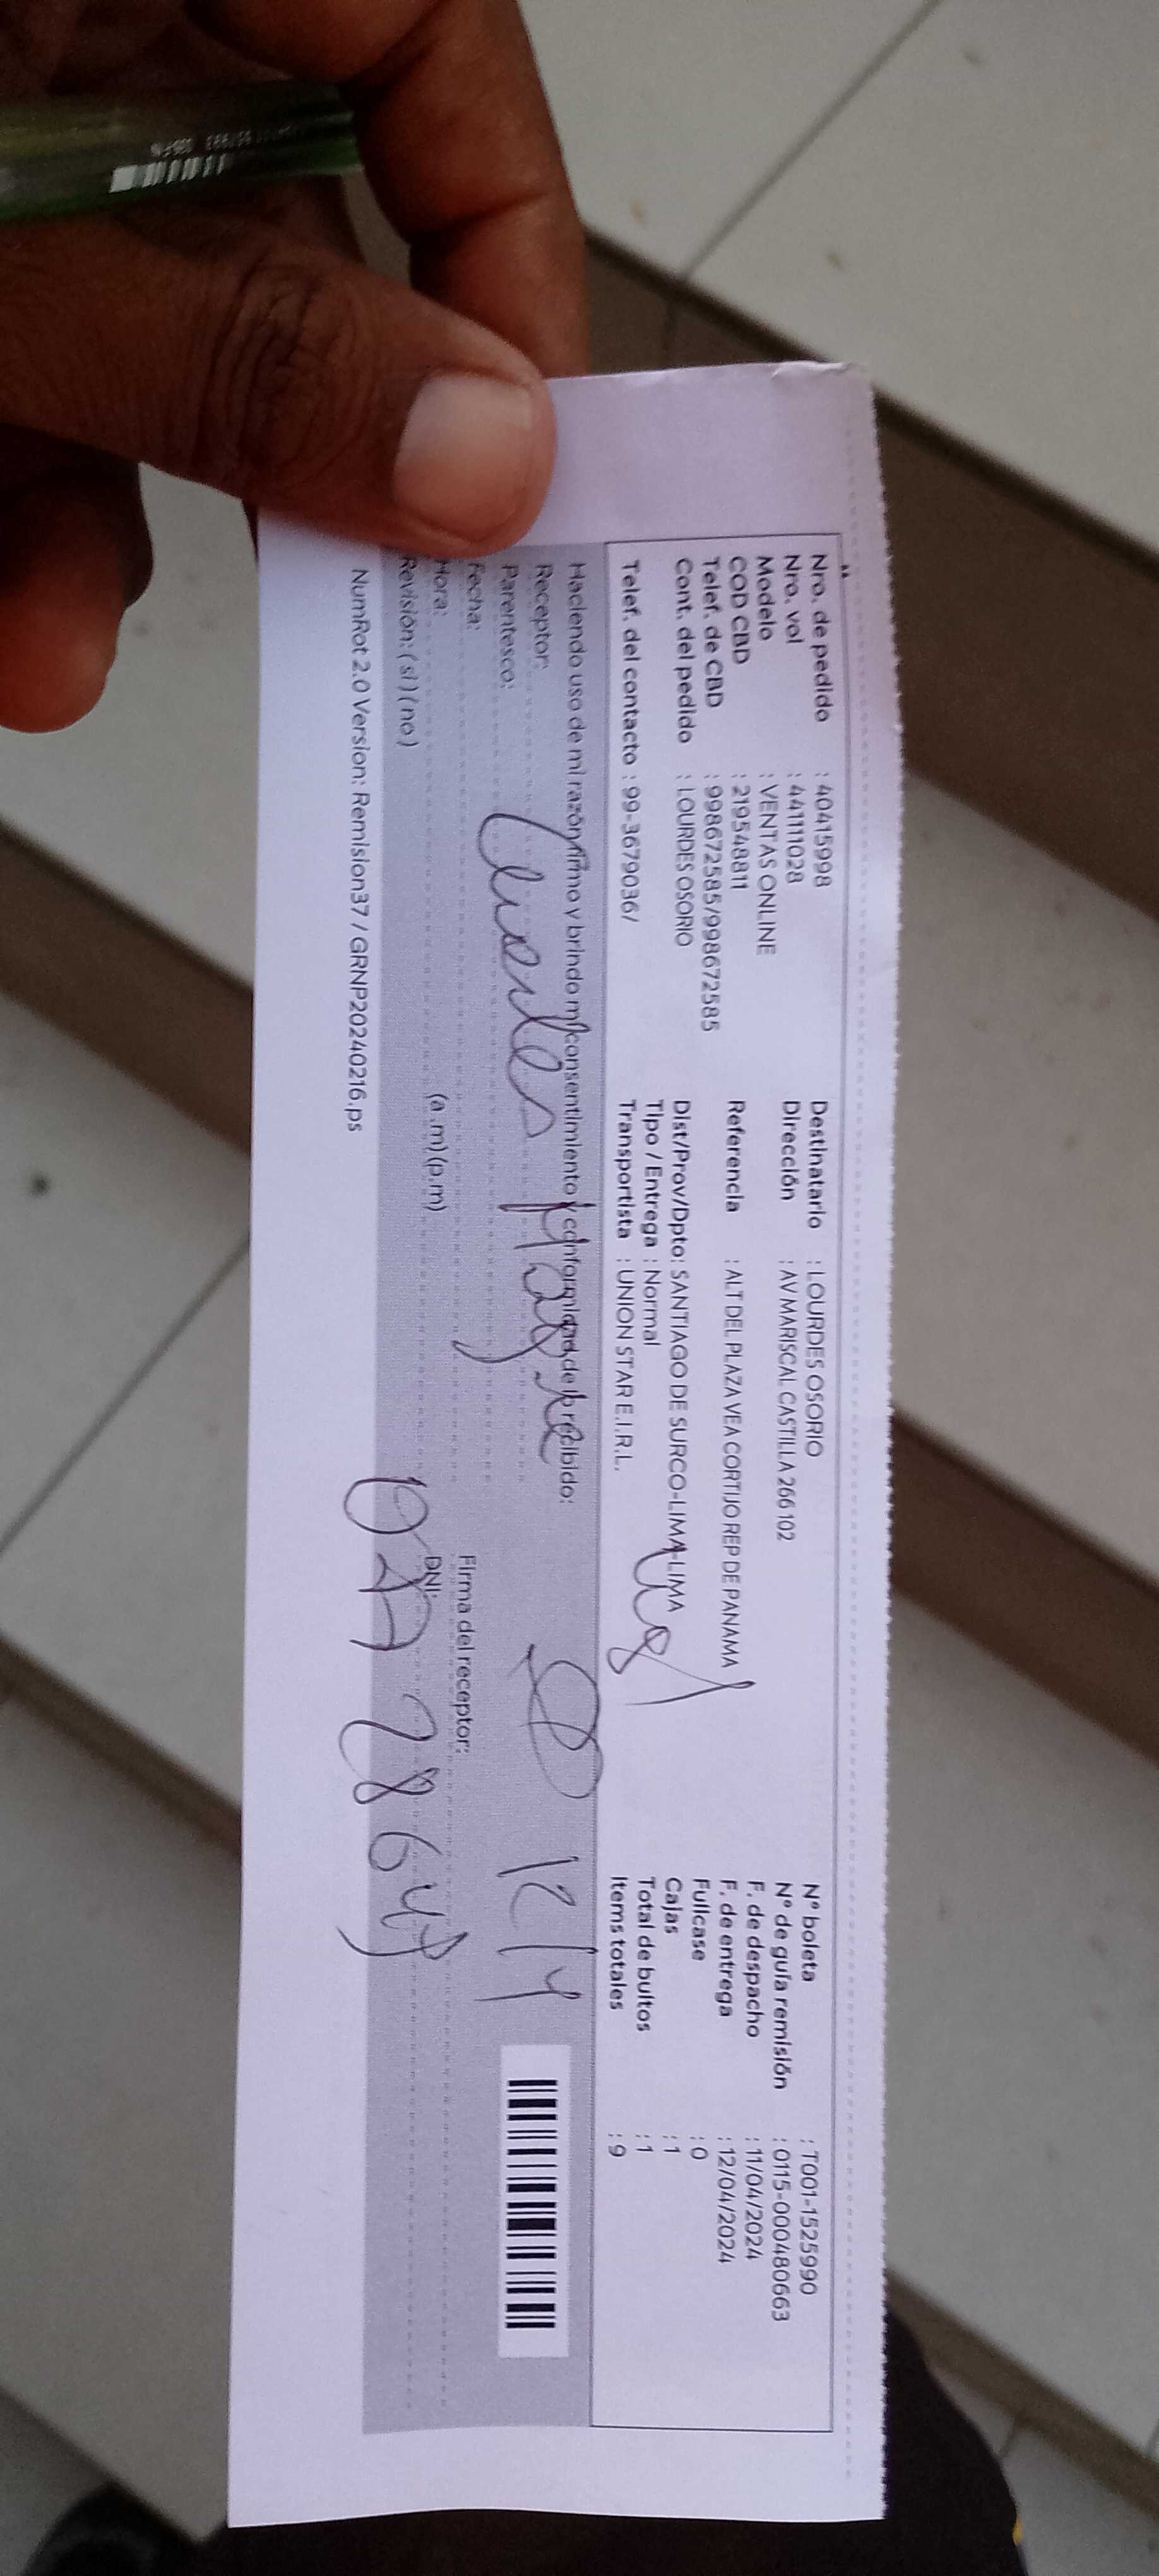 Nro. de pedido : 40415998
Nro. vol : 44111028
Modelo : VENTAS ONLINE
COD CBD : 219548811
Telef. de CBD : 998672585/998672585
Cont. del pedido : LOURDES OSORIO
Telef. del contacto : 99-3679036/
Destinatario : LOURDES OSORIO
Dirección : AV MARISCAL CASTILLA 266 102
Referencia : ALT DEL PLAZA VEA CORTIJO REP DE PANAMA
Dist/Prov/Dpto: SANTIAGO DE SURCO-LIMA-LIMA
Tipo / Entrega : Normal
Transportista : UNION STAR E.I.R.L.
N° boleta : T001-1525990
N° de guía remisión : 0115-000480663
F. de despacho : 11/04/2024
F. de entrega : 12/04/2024
Fullcase : 0
Cajas : 1
Total de bultos : 1
Items totales : 9
Haciendo uso de mi razón firmo y brindo mi consentimiento y conformidad de lo recibido:
Receptor:
Parentesco:
Fecha:
Hora: (a.m) (p.m)
Revisión: ( si ) ( no )
12/4
Firma del receptor:
DNI:
NumRot 2.0 Version: Remision37 / GRNP20240216.ps